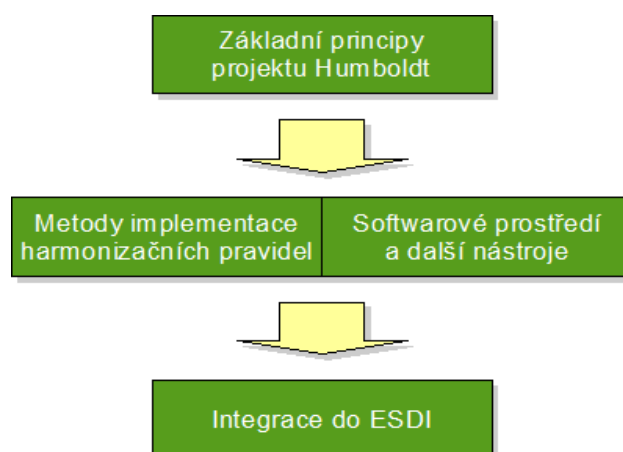 Základní principy
projektu Humboldt
Metody implementace
harmonizačních pravidel
Softwarové prostředí
a další nástroje
Integrace do ESDI